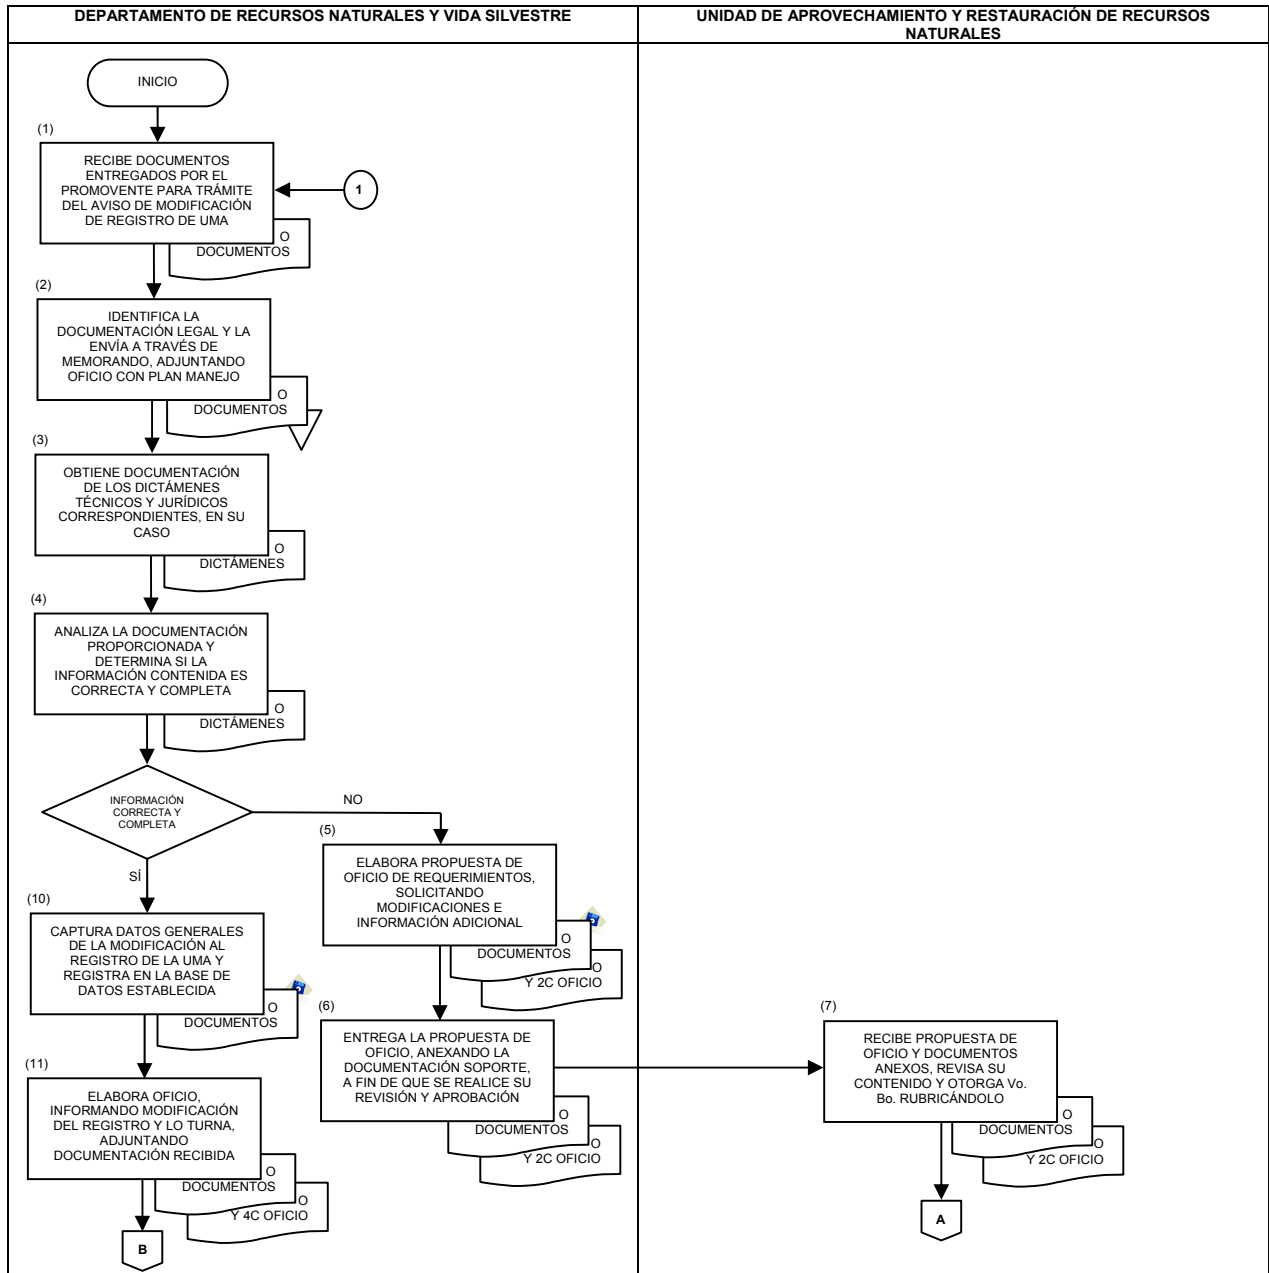 DEPARTAMENTO DE RECURSOS NATURALES Y VIDA SILVESTRE
UNIDAD DE APROVECHAMIENTO Y RESTAURACIÓN DE RECURSOS
NATURALES
INICIO
(1)
RECIBE DOCUMENTOS
ENTREGADOS POR EL
PROMOVENTE PARA TRÁMITE
DEL AVISO DE MODIFICACIÓN
DE REGISTRO DE UMA
1
O
DOCUMENTOS
(2)
IDENTIFICA LA
DOCUMENTACIÓN LEGAL Y LA
ENVÍA A TRAVÉS DE
MEMORANDO, ADJUNTANDO
OFICIO CON PLAN MANEJO
O
DOCUMENTOS
(3)
OBTIENE DOCUMENTACIÓN
DE LOS DICTÁMENES
TÉCNICOS Y JURÍDICOS
CORRESPONDIENTES, EN SU
CASO
O
DICTÁMENES
(4)
ANALIZA LA DOCUMENTACIÓN
PROPORCIONADA Y
DETERMINA SI LA
INFORMACIÓN CONTENIDA ES
CORRECTA Y COMPLETA
O
DICTÁMENES
INFORMACIÓN
CORRECTA Y
COMPLETA
NO
SÍ
(5)
ELABORA PROPUESTA DE
OFICIO DE REQUERIMIENTOS,
SOLICITANDO
MODIFICACIONES E
INFORMACIÓN ADICIONAL
O
DOCUMENTOS
O
Y 2C OFICIO
(10)
CAPTURA DATOS GENERALES
DE LA MODIFICACIÓN AL
REGISTRO DE LA UMA Y
REGISTRA EN LA BASE DE
DATOS ESTABLECIDA
O
DOCUMENTOS
(6)
ENTREGA LA PROPUESTA DE
OFICIO, ANEXANDO LA
DOCUMENTACIÓN SOPORTE,
A FIN DE QUE SE REALICE SU
REVISIÓN Y APROBACIÓN
O
DOCUMENTOS
O
Y 2C OFICIO
(7)
RECIBE PROPUESTA DE
OFICIO Y DOCUMENTOS
ANEXOS, REVISA SU
CONTENIDO Y OTORGA Vo.
Bo. RUBRICÁNDOLO
O
DOCUMENTOS
O
Y 2C OFICIO
A
(11)
ELABORA OFICIO,
INFORMANDO MODIFICACIÓN
DEL REGISTRO Y LO TURNA,
ADJUNTANDO
DOCUMENTACIÓN RECIBIDA
O
DOCUMENTOS
O
Y 4C OFICIO
B